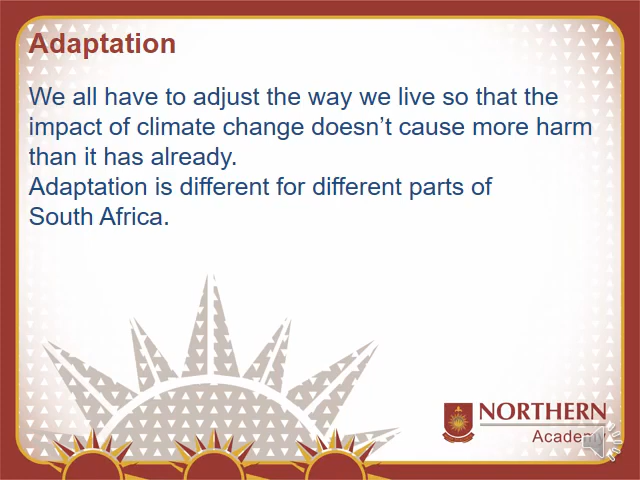 Adaptation
We all have to adjust the way we live so that the
impact of climate change doesn’t cause more harm
than it has already.
Adaptation is different for different parts of
South Africa.
NORTHERN
Academy